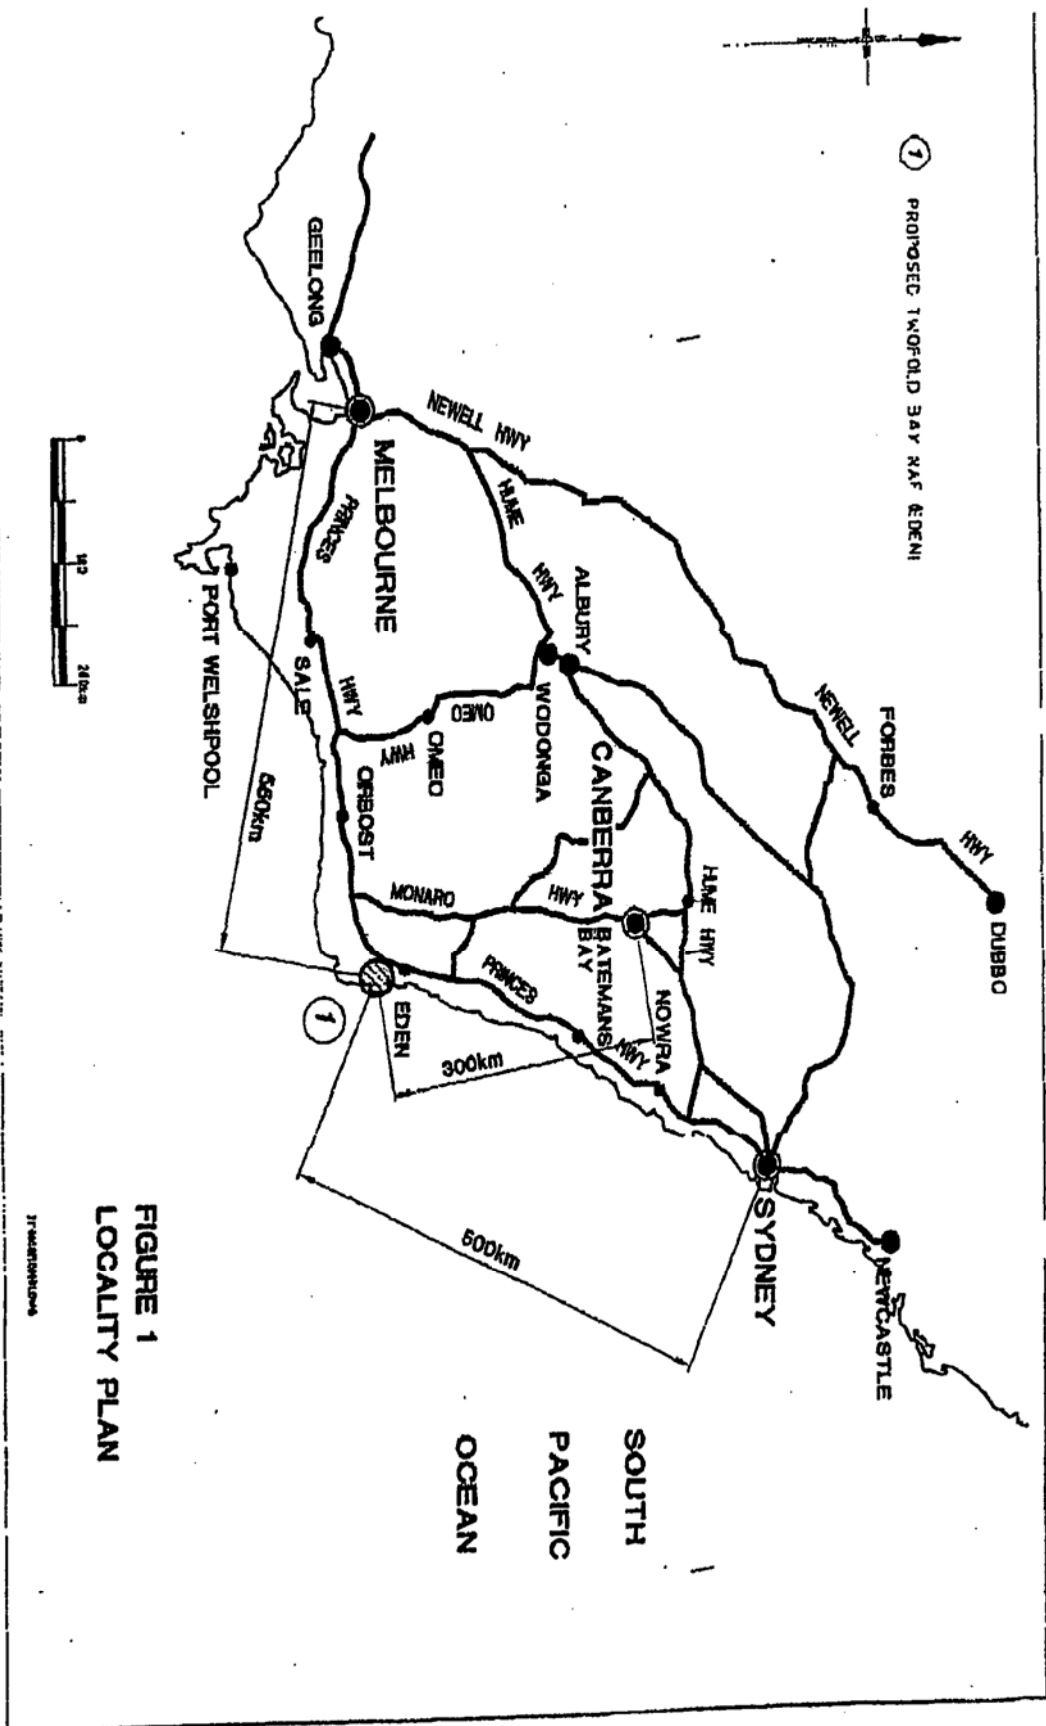 1 PROPOSED TWOFOLD BAY NAF (EDEN)
DUBBO
HWY
FORBES
NEWELL
NEWCASTLE
SYDNEY
NEWELL HWY
HUME
HWY
ALBURY
WODONGA
HUME HWY
CANBERRA
NOWRA
BATEMANS
BAY
HWY
PRINCES
HWY
MONARO
HWY
OMEO
OMEO
GEELONG
MELBOURNE
PRINCES
HWY
SALE
ORBOST
EDEN
1
PORT WELSHPOOL
560km
300km
500km
SOUTH
PACIFIC
OCEAN
0
FIGURE 1
LOCALITY PLAN